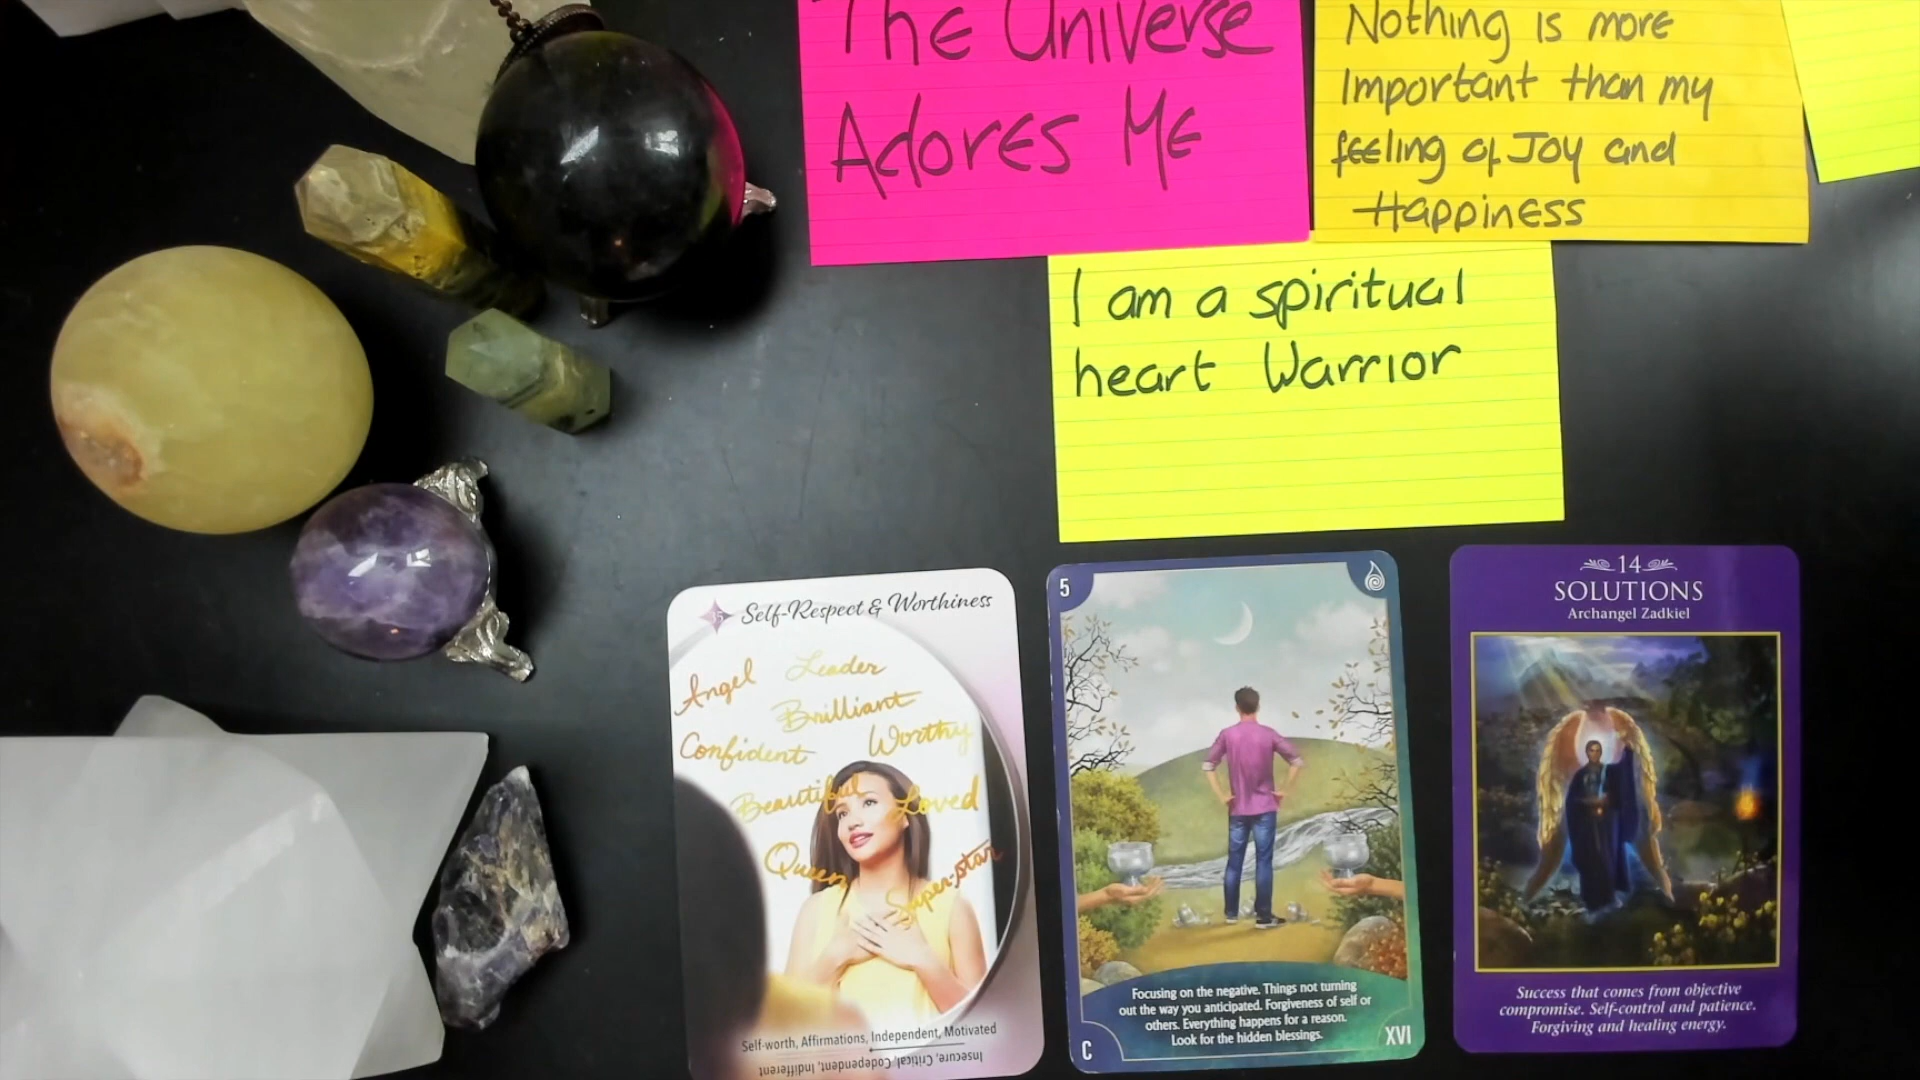 The Universe
Adores Me
Nothing is more
Important than my
feeling of Joy and
Happiness
I am a spiritual
heart Warrior
Self-Respect & Worthiness
Angel
Leader
Brilliant
Confident
Worthy
Beautiful
Loved
Queen
Super-star
Self-worth, Affirmations, Independent, Motivated
Insecure, Critical, Codependent, Indifferent
5
Focusing on the negative. Things not turning
out the way you anticipated. Forgiveness of self or
others. Everything happens for a reason.
Look for the hidden blessings.
C
XVI
14
SOLUTIONS
Archangel Zadkiel
Success that comes from objective
compromise. Self-control and patience.
Forgiving and healing energy.